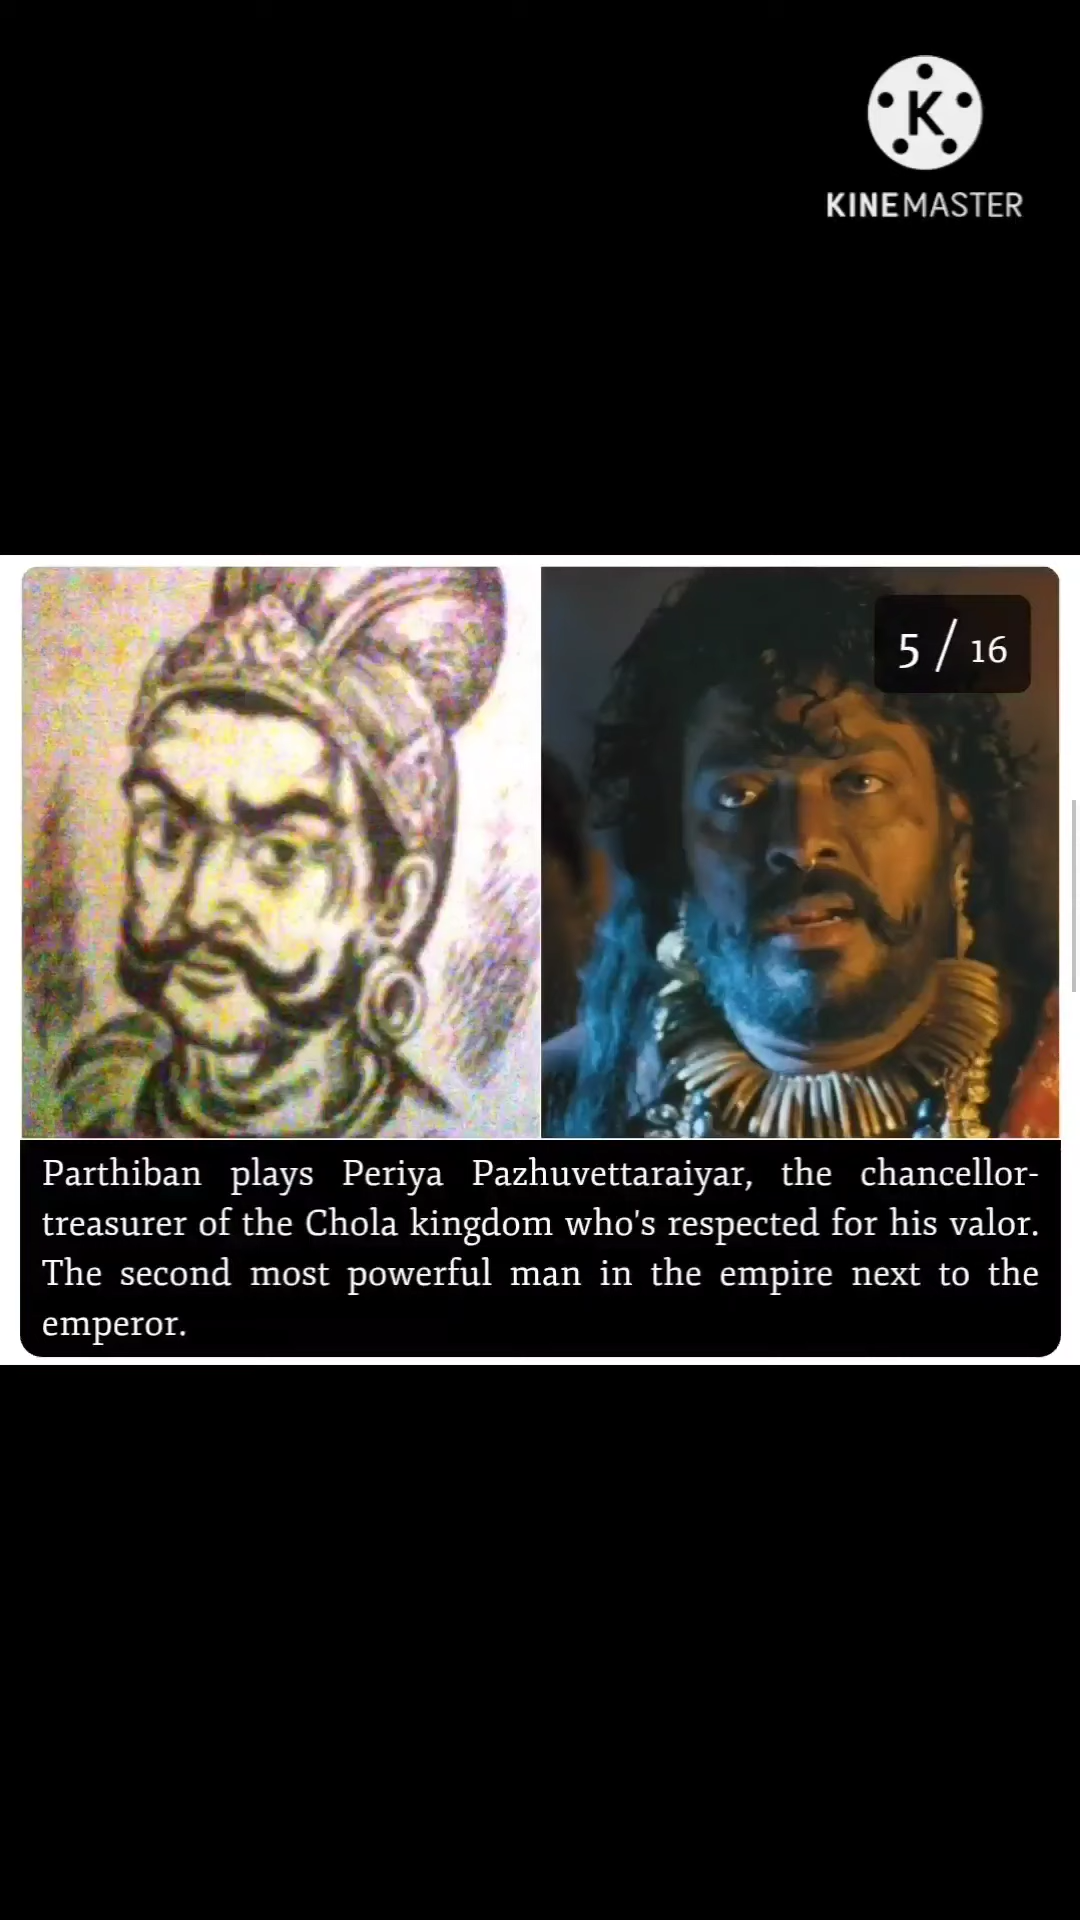 K
KINEMASTER
5 / 16
Parthiban plays Periya Pazhuvettaraiyar, the chancellor-
treasurer of the Chola kingdom who's respected for his valor.
The second most powerful man in the empire next to the
emperor.